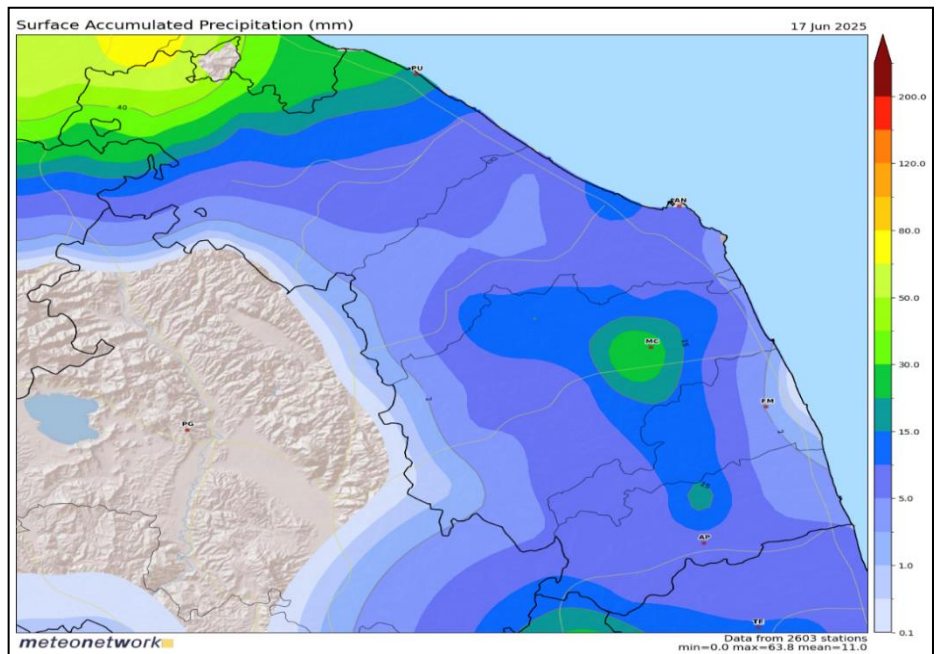 Surface Accumulated Precipitation (mm)
17 Jun 2025
PU
200.0
40
120.0
AN
80.0
50.0
MC
15
30.0
FM
PG
15.0
5.0
AP
1.0
TE
0.1
meteonetwork
Data from 2603 stations
min=0.0 max=63.8 mean=11.0